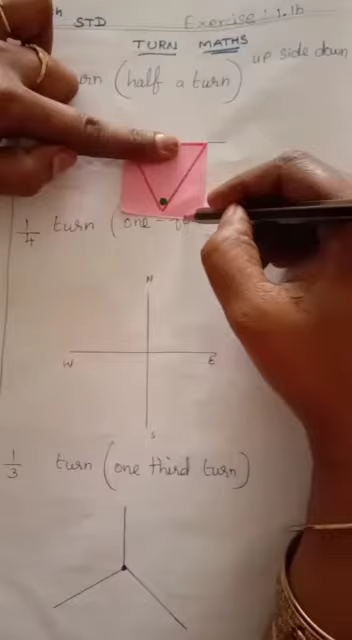 STD Exercise: 1.1b
TURN MATHS
(half a turn) up side down
1/4 turn (one -
N
W E
S
1/3 turn (one third turn)